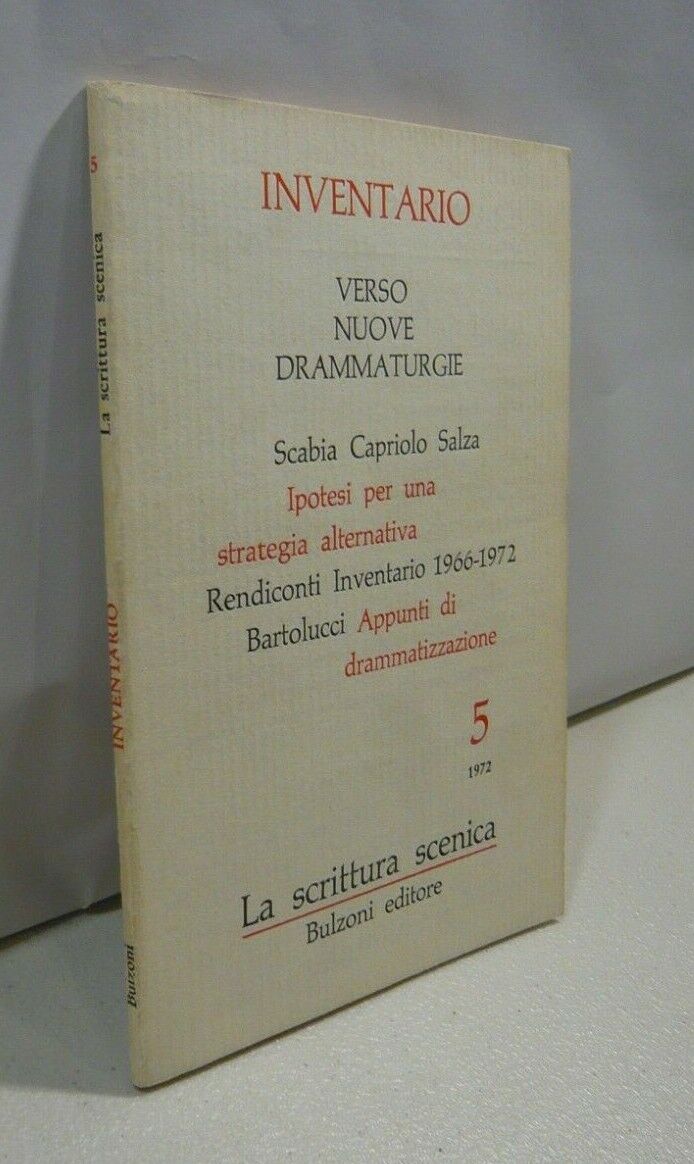 INVENTARIO
VERSO
NUOVE
DRAMMATURGIE
Scabia Capriolo Salza
Ipotesi per una
strategia alternativa
Rendiconti Inventario 1966-1972
Bartolucci Appunti di
drammatizzazione
5
1972
La scrittura scenica
Bulzoni editore
5
La scrittura scenica
INVENTARIO
Bulzoni